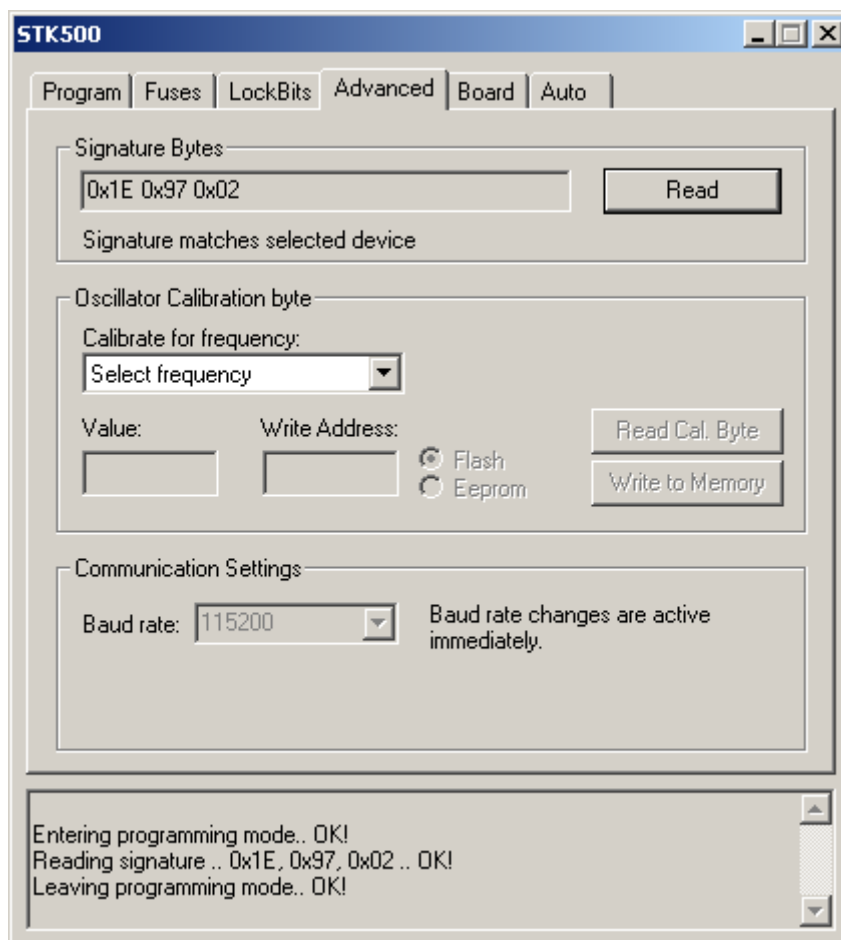 STK500
Program Fuses LockBits Advanced Board Auto
Signature Bytes
0x1E 0x97 0x02
Read
Signature matches selected device
Oscillator Calibration byte
Calibrate for frequency:
Select frequency
Value: Write Address:
Flash
Eeprom
Read Cal. Byte
Write to Memory
Communication Settings
Baud rate: 115200
Baud rate changes are active
immediately.
Entering programming mode.. OK!
Reading signature .. 0x1E, 0x97, 0x02 .. OK!
Leaving programming mode.. OK!